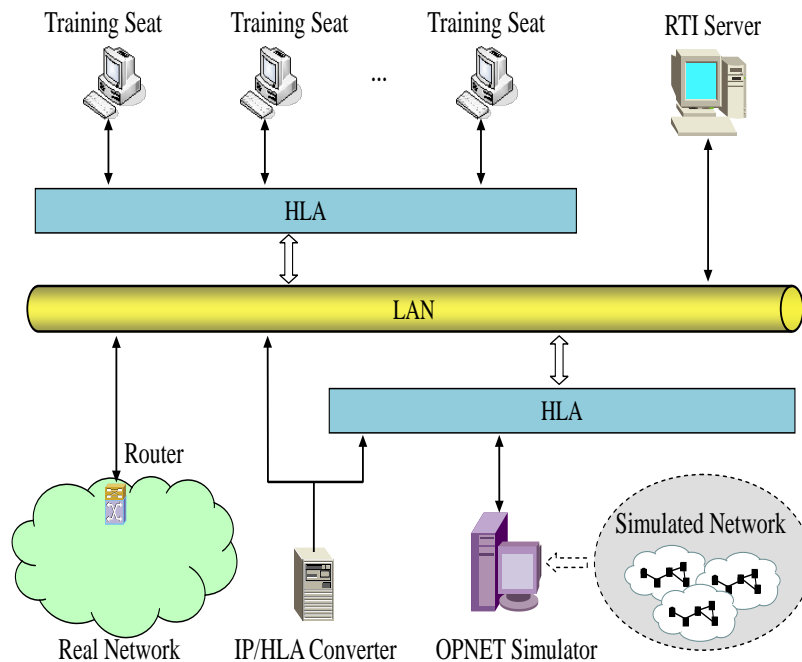 Training Seat
Training Seat
Training Seat
RTI Server
...
HLA
LAN
HLA
Router
Simulated Network
Real Network
IP/HLA Converter
OPNET Simulator